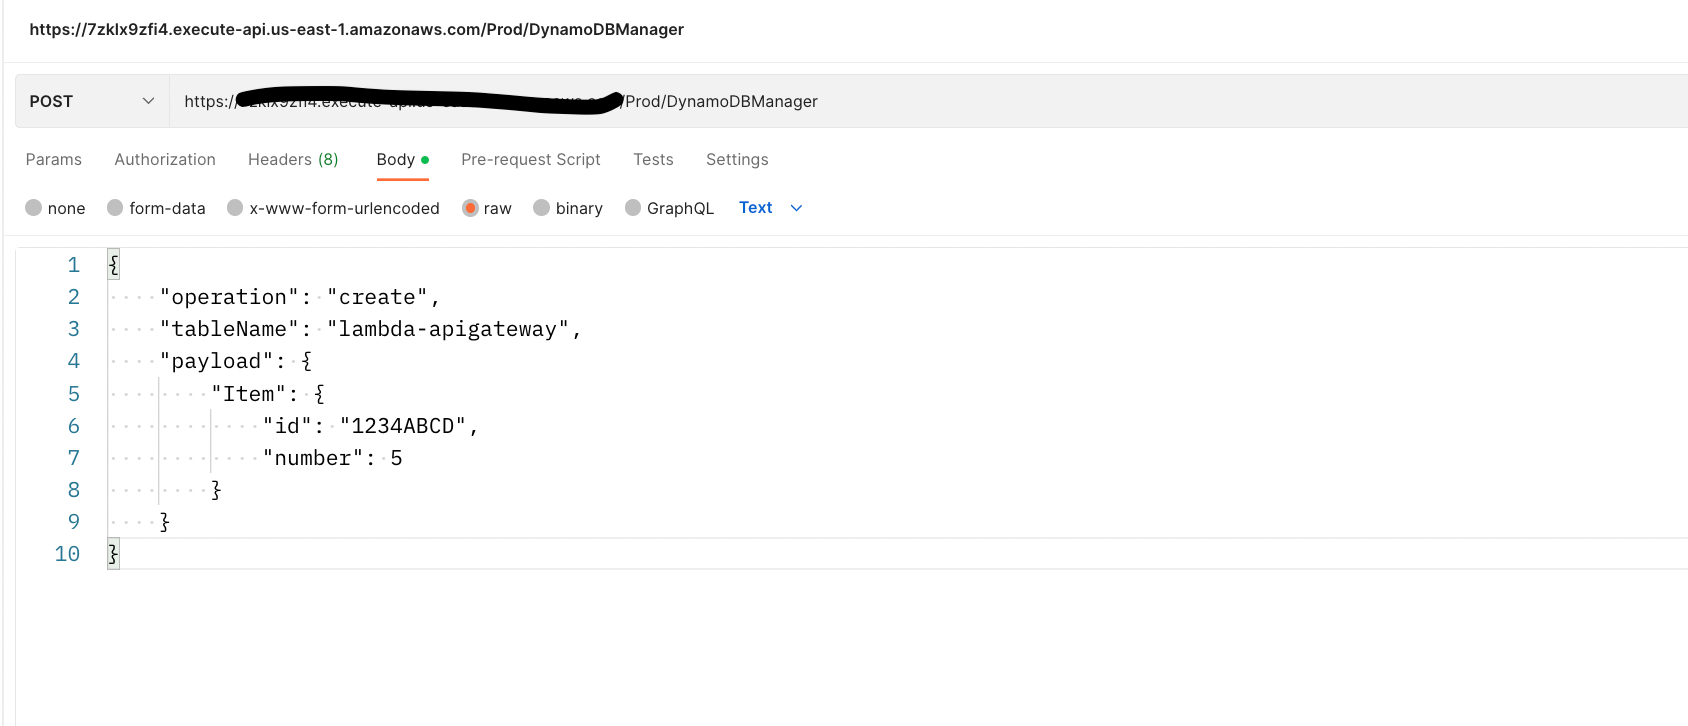 https://7zklx9zfi4.execute-api.us-east-1.amazonaws.com/Prod/DynamoDBManager
POST https:// /Prod/DynamoDBManager
Params Authorization Headers (8) Body Pre-request Script Tests Settings
none form-data x-www-form-urlencoded raw binary GraphQL Text
1 {
2 "operation": "create",
3 "tableName": "lambda-apigateway",
4 "payload": {
5 "Item": {
6 "id": "1234ABCD",
7 "number": 5
8 }
9 }
10 }